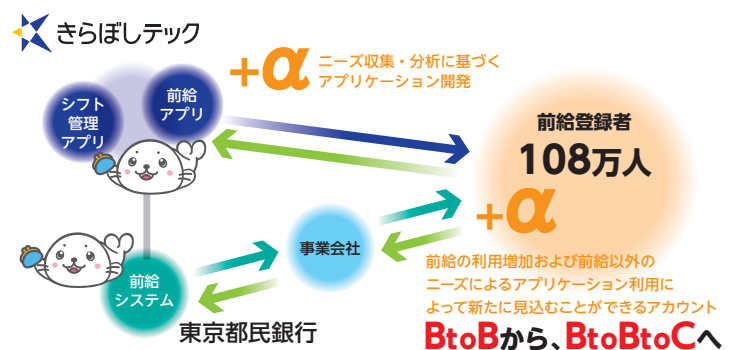 きらぼしテック
+α
ニーズ収集・分析に基づく
アプリケーション開発
シフト
管理
アプリ
前給
アプリ
前給登録者
108万人
+α
事業会社
前給
システム
東京都民銀行
前給の利用増加および前給以外の
ニーズによるアプリケーション利用に
よって新たに見込むことができるアカウント
BtoBから、BtoBtoCへ